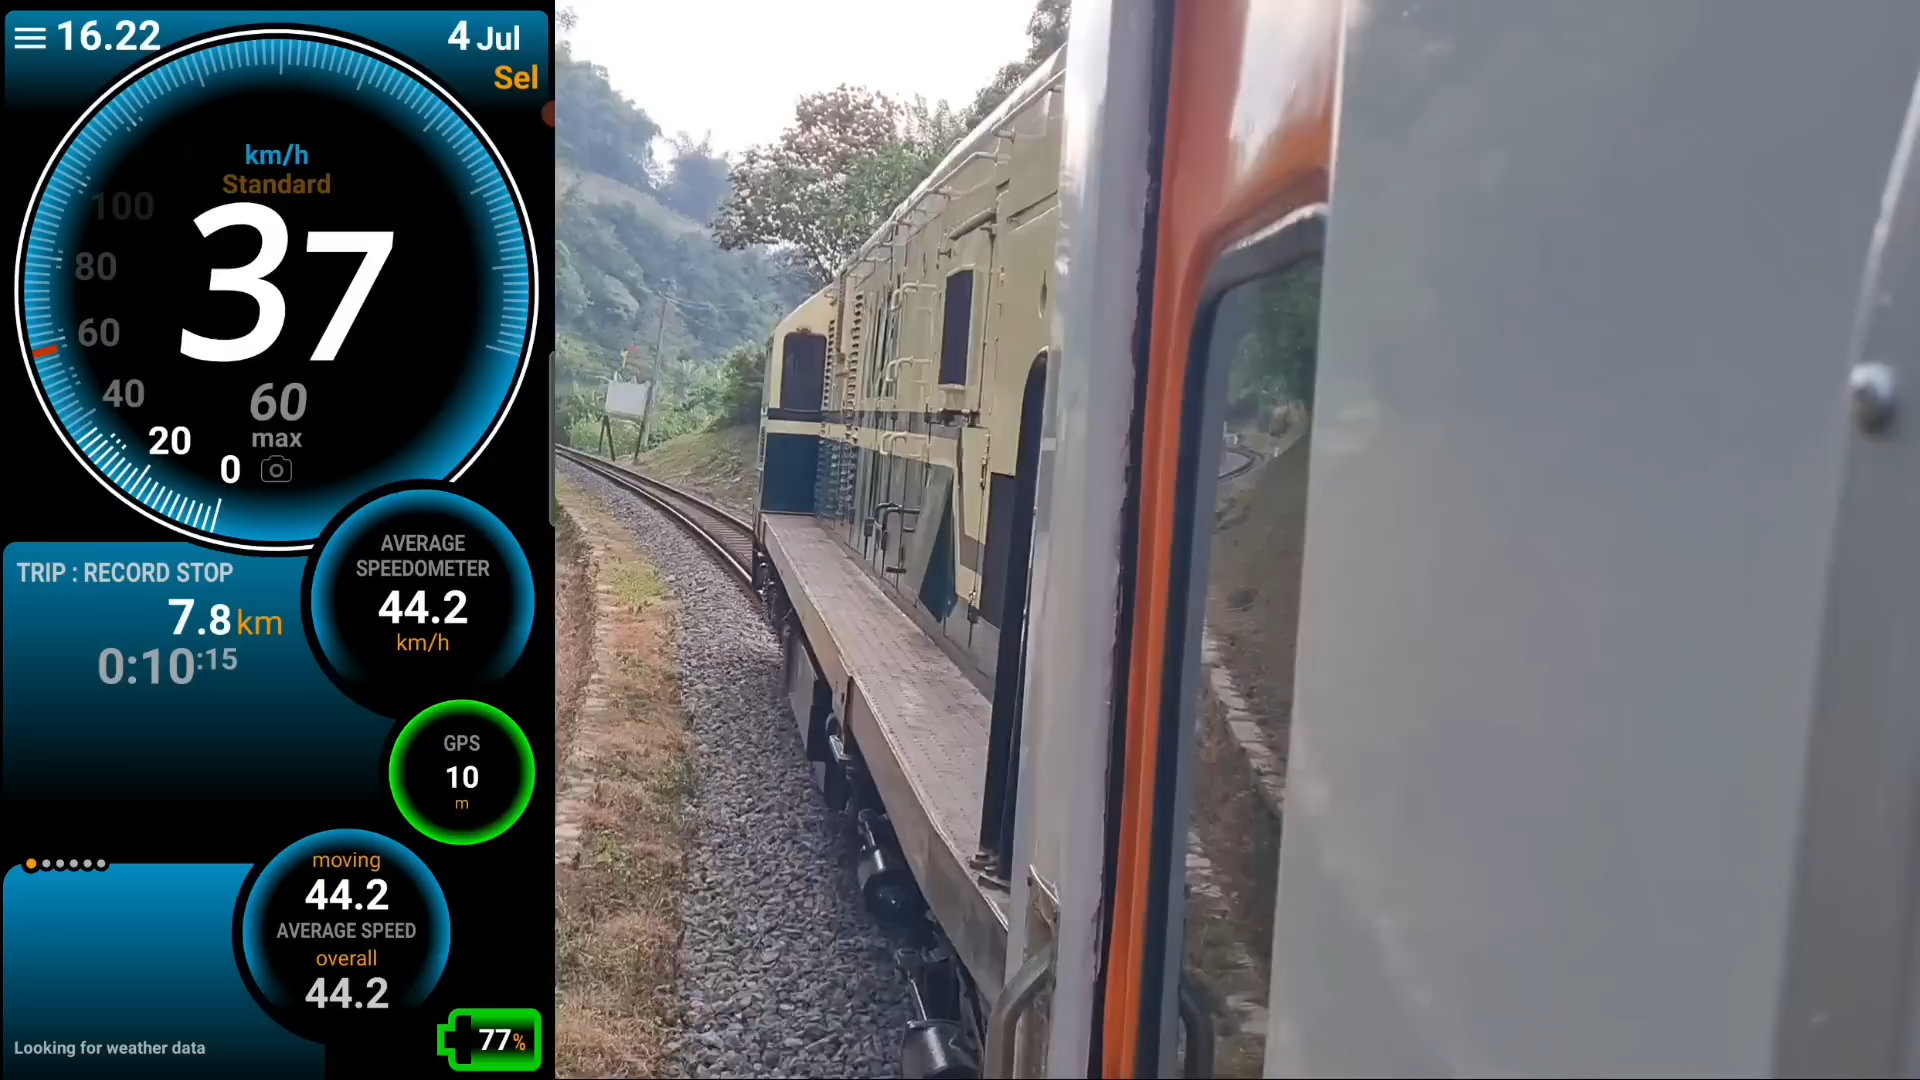 16.22
4 Jul
Sel
km/h
Standard
37
100
80
60
40
20
0
60
max
TRIP : RECORD STOP
7.8 km
0:10:15
AVERAGE
SPEEDOMETER
44.2
km/h
GPS
10
m
moving
44.2
AVERAGE SPEED
overall
44.2
Looking for weather data
77%